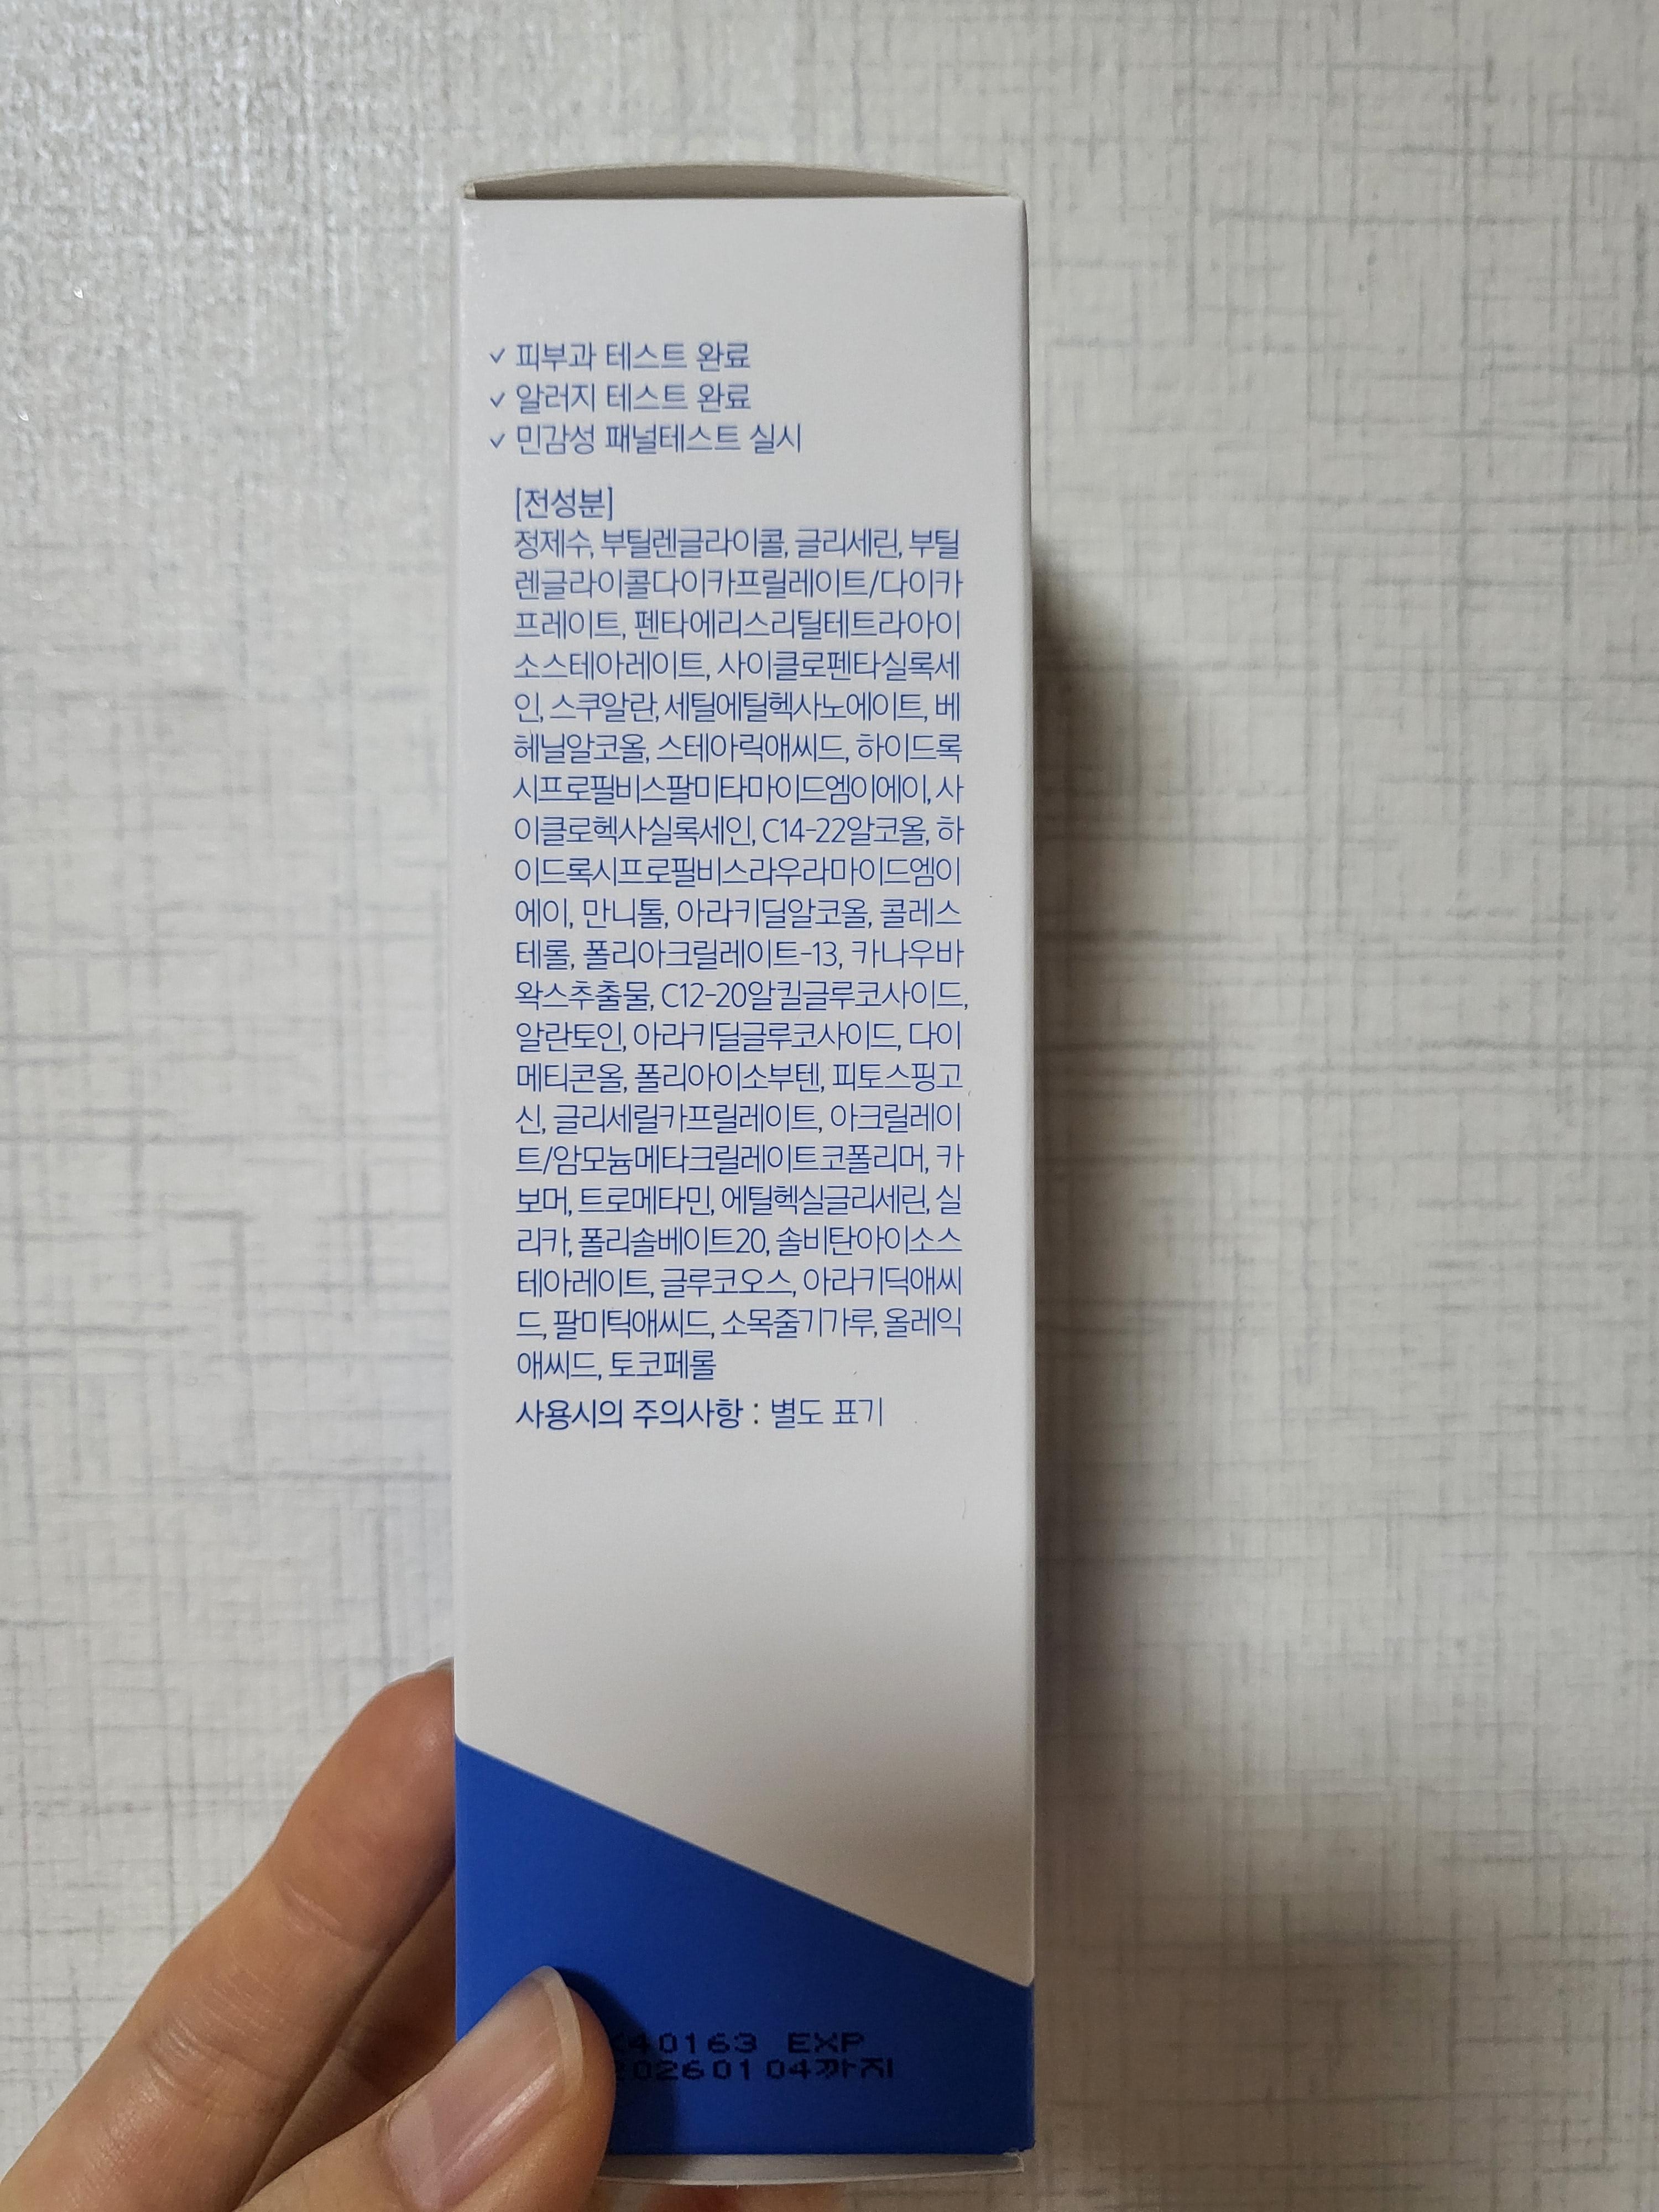 ✓ 피부과 테스트 완료
✓ 알러지 테스트 완료
✓ 민감성 패널테스트 실시
[전성분]
정제수, 부틸렌글라이콜, 글리세린, 부틸
렌글라이콜다이카프릴레이트/다이카
프레이트, 펜타에리스리틸테트라아이
소스테아레이트, 사이클로펜타실록세
인, 스쿠알란, 세틸에틸헥사노에이트, 베
헤닐알코올, 스테아릭애씨드, 하이드록
시프로필비스팔미타마이드엠이에이, 사
이클로헥사실록세인, C14-22알코올, 하
이드록시프로필비스라우라마이드엠이
에이, 만니톨, 아라키딜알코올, 콜레스
테롤, 폴리아크릴레이트-13, 카나우바
왁스추출물, C12-20알킬글루코사이드,
알란토인, 아라키딜글루코사이드, 다이
메티콘올, 폴리아이소부텐, 피토스핑고
신, 글리세릴카프릴레이트, 아크릴레이
트/암모늄메타크릴레이트코폴리머, 카
보머, 트로메타민, 에틸헥실글리세린, 실
리카, 폴리솔베이트20, 솔비탄아이소스
테아레이트, 글루코오스, 아라키딕애씨
드, 팔미틱애씨드, 소목줄기가루, 올레익
애씨드, 토코페롤
사용시의 주의사항 : 별도 표기
40163 EXP
20260104까지